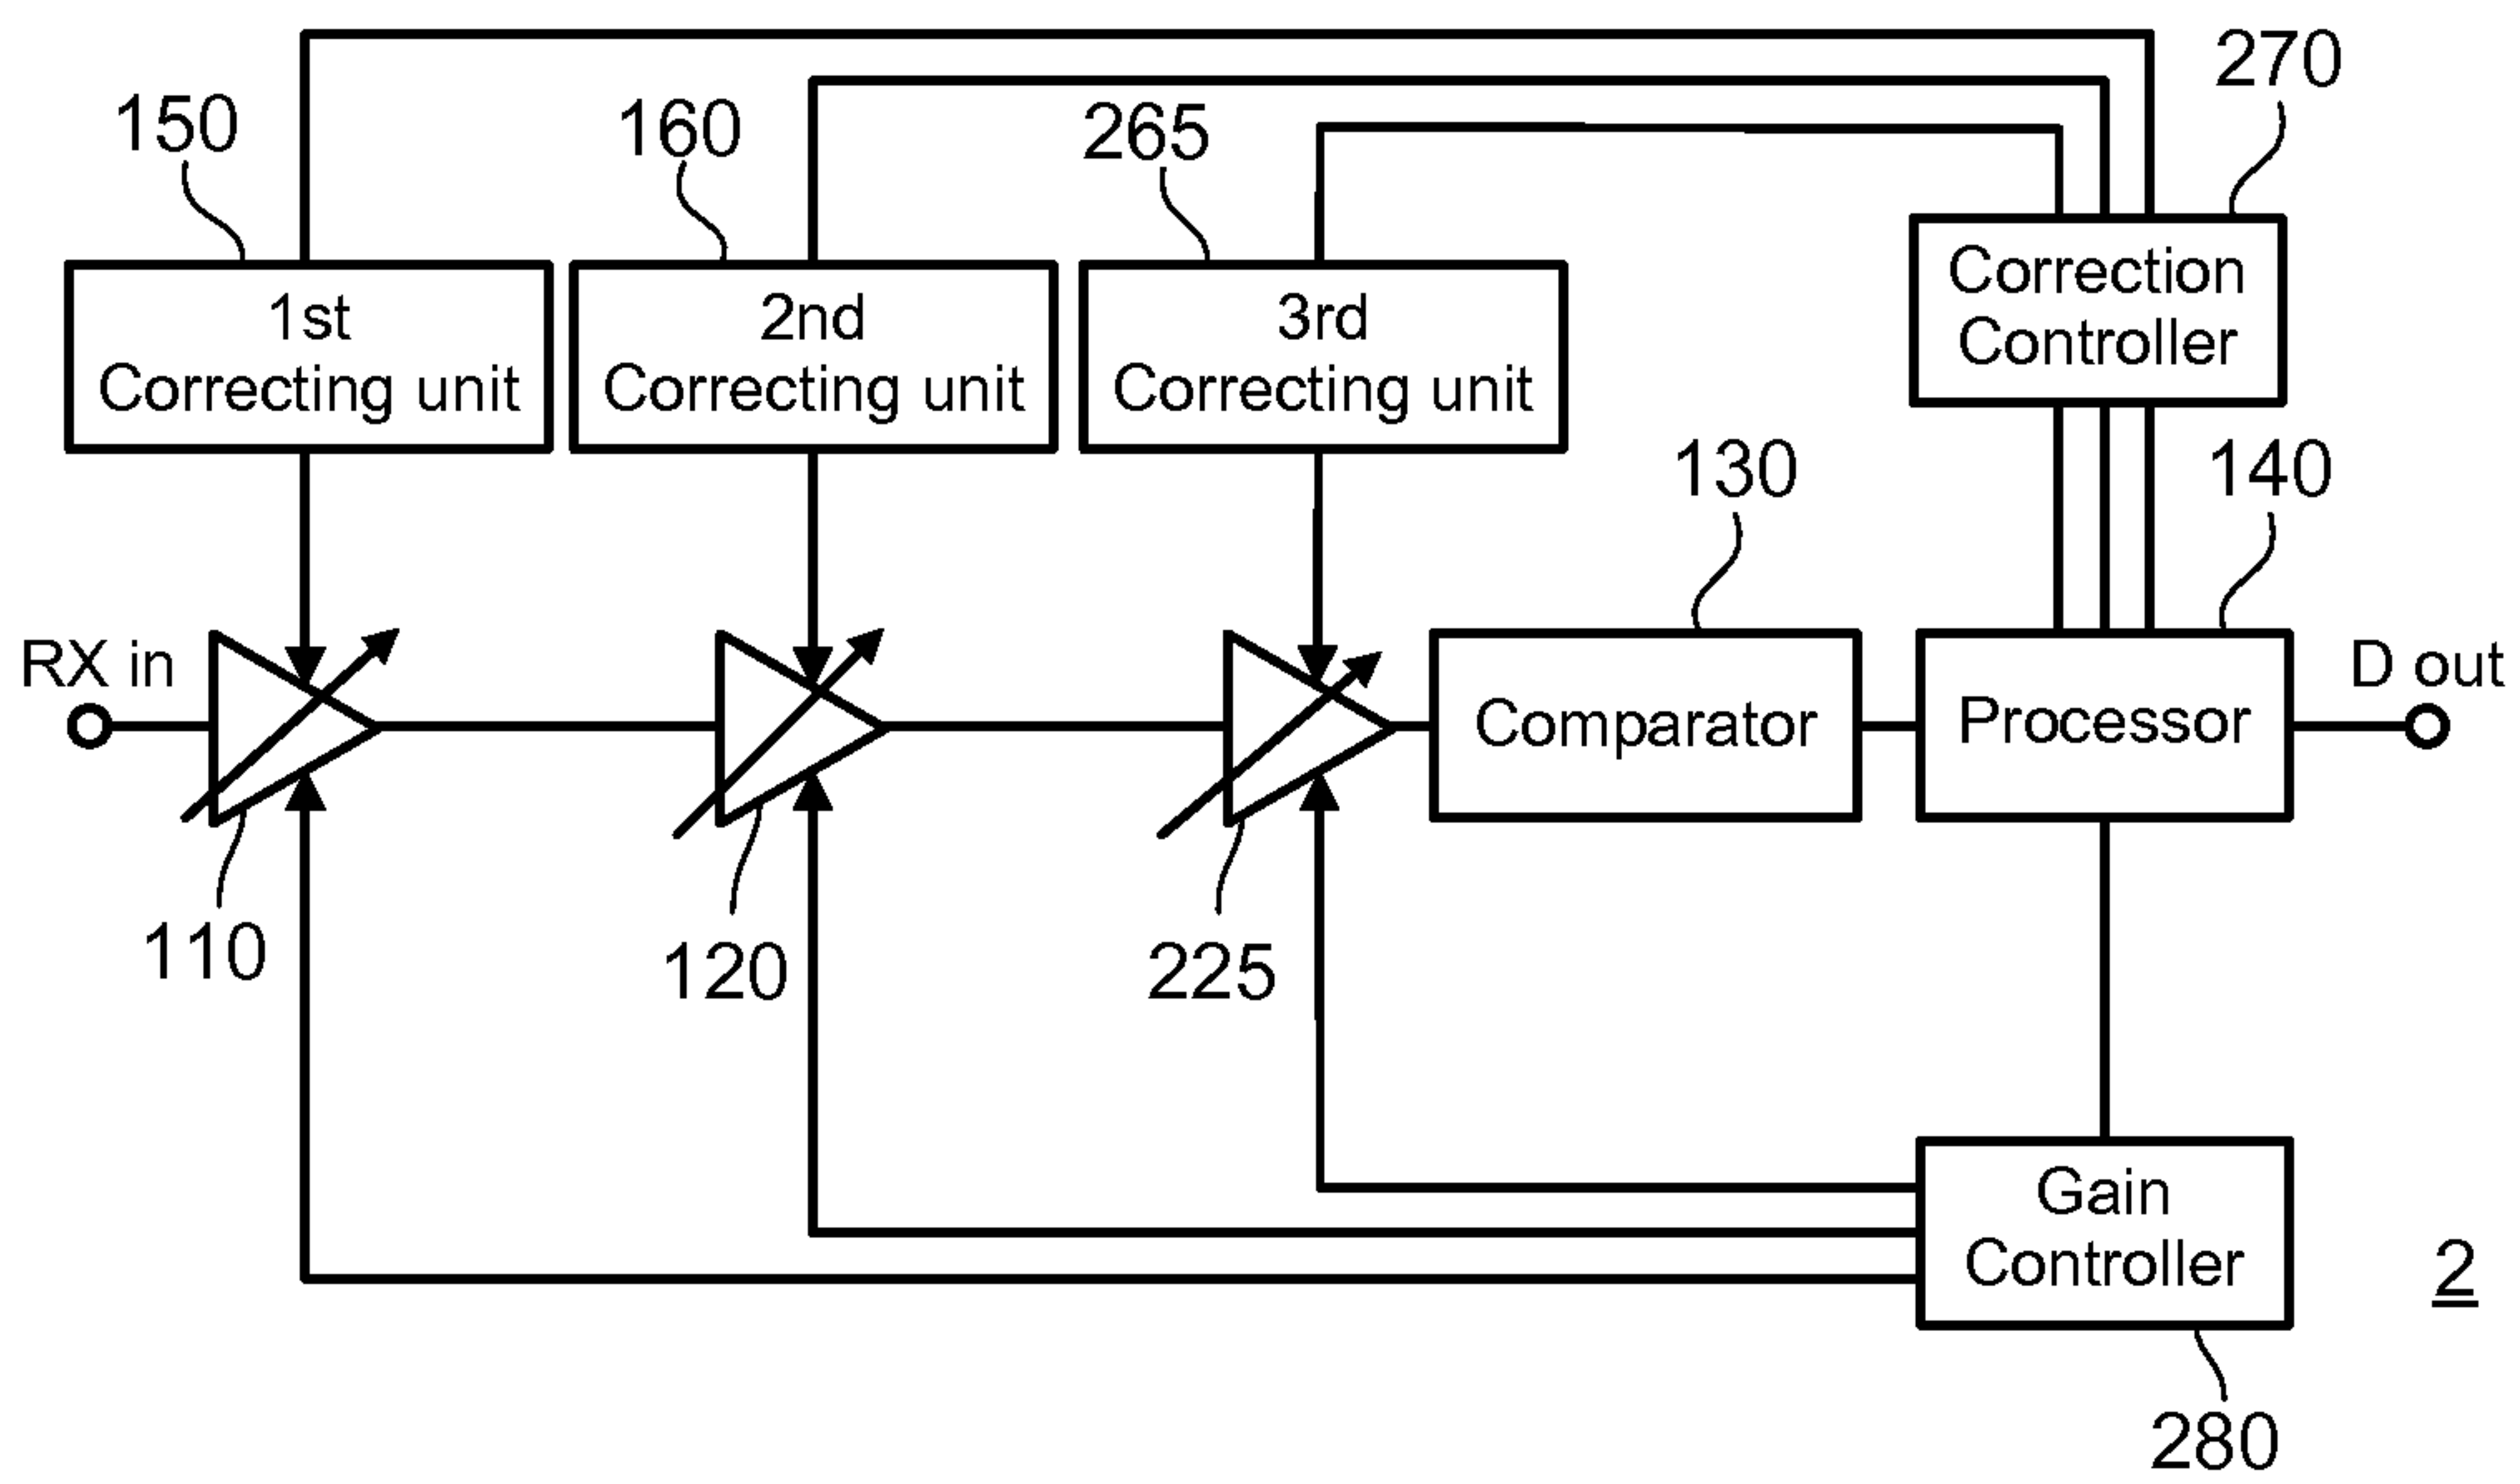 270
150
160
265
1st
Correcting unit
2nd
Correcting unit
3rd
Correcting unit
Correction
Controller
130
140
RX in
Comparator
Processor
D out
110
120
225
Gain
Controller
2
280